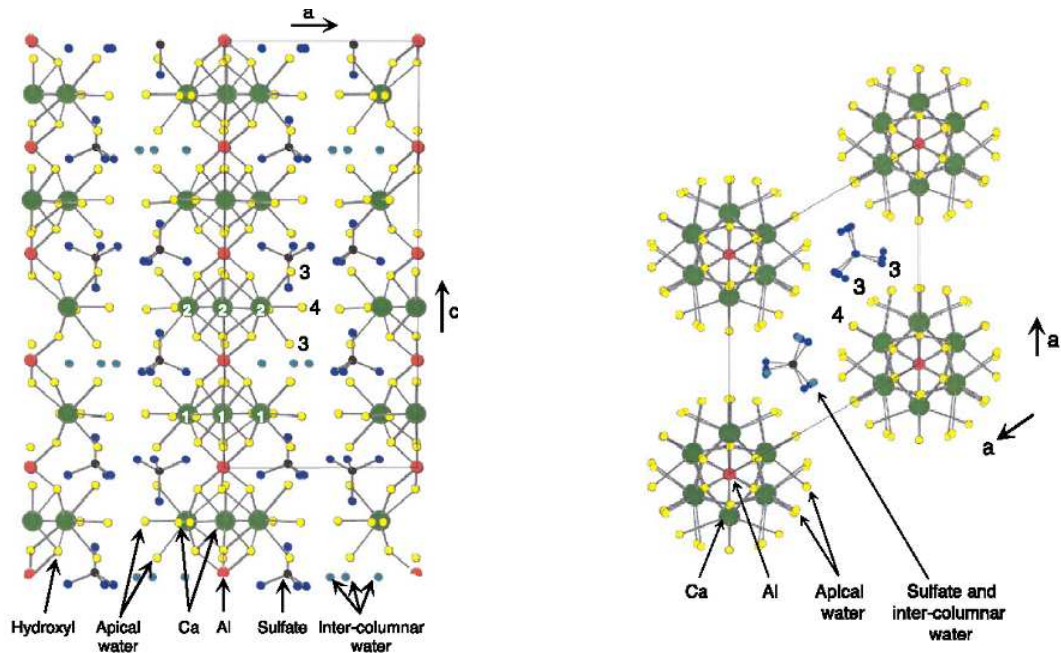 a
3
2 2 2 4
3
c
1 1 1
Hydroxyl Apical water Ca Al Sulfate Inter-columnar water
3
3
4
a
a
Ca Al Apical water Sulfate and inter-columnar water